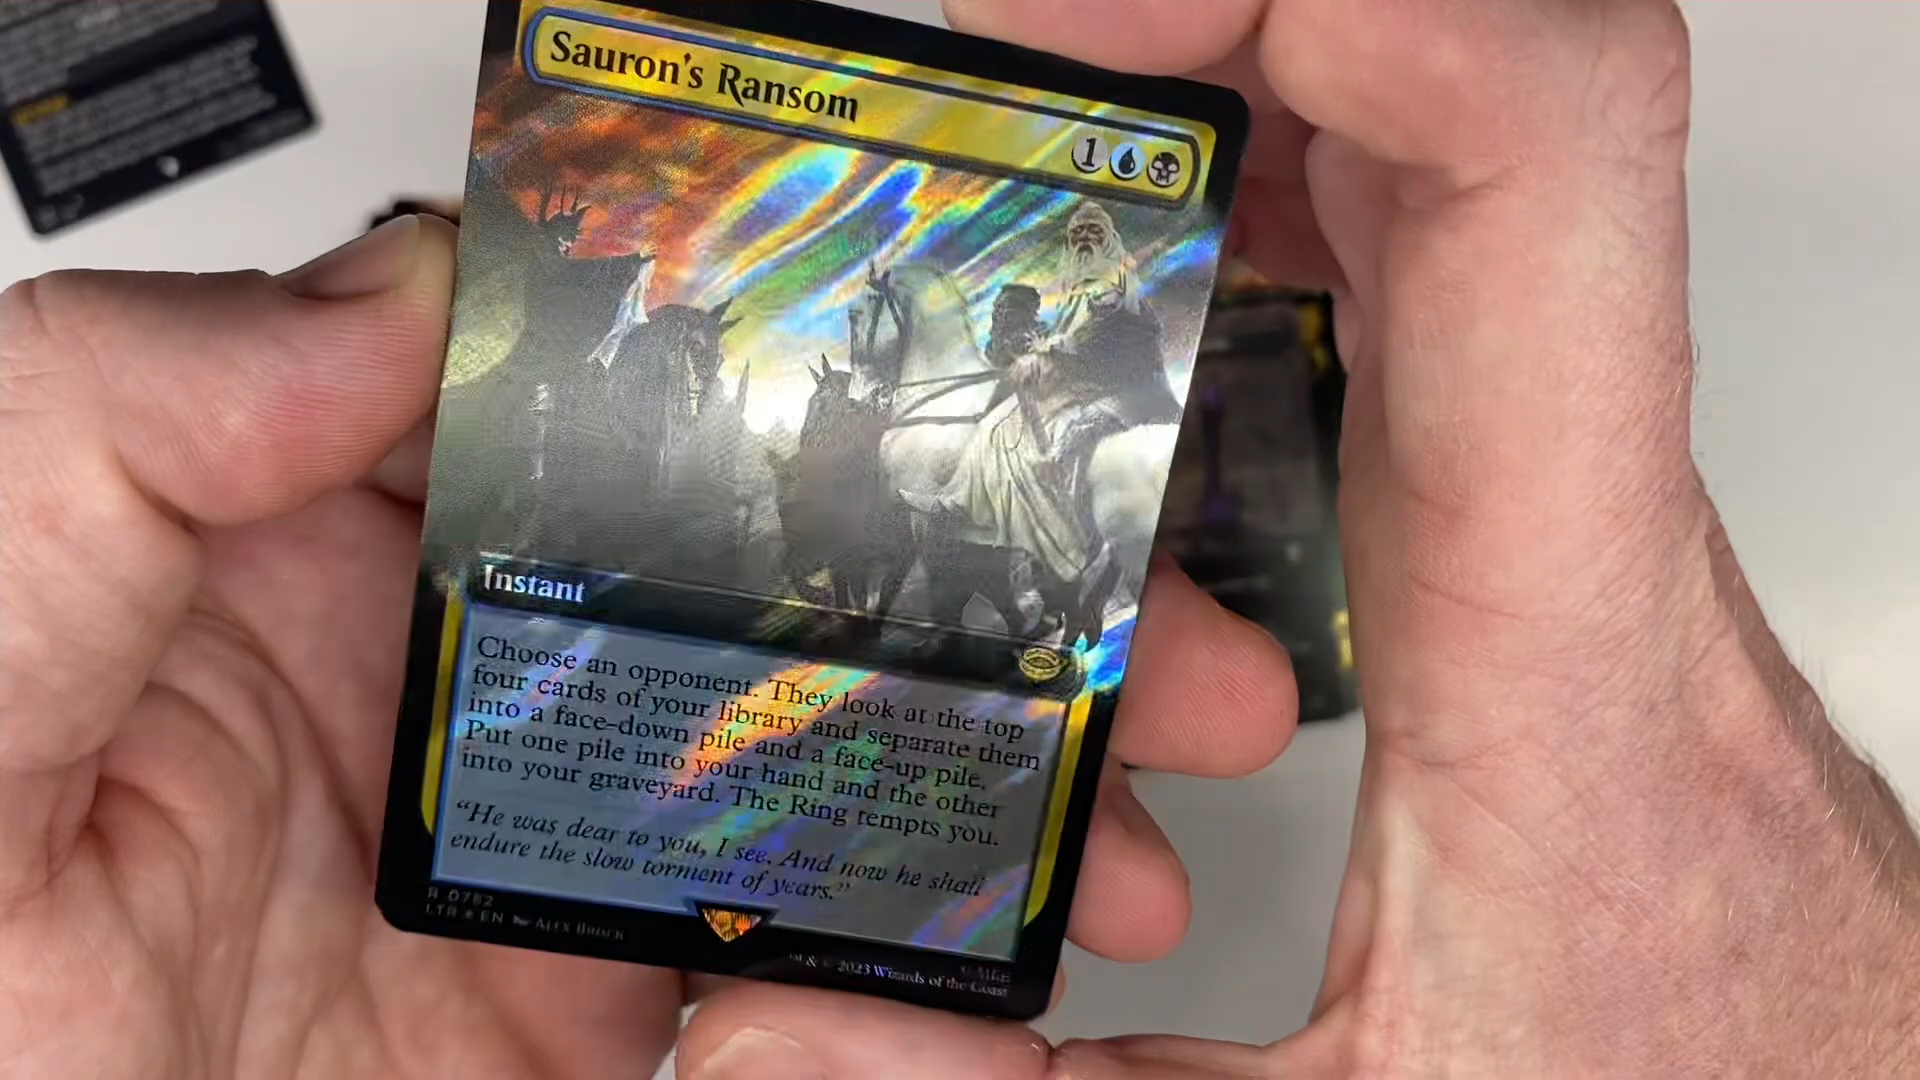 Sauron's Ransom
1
Instant
Choose an opponent. They look at the top
four cards of your library and separate them
into a face-down pile and a face-up pile.
Put one pile into your hand and the other
into your graveyard. The Ring tempts you.
“He was dear to you, I see. And now he shall
endure the slow torment of years.”
R 0782
LTR ★ EN ALEX BROCK
™ & © 2023 Wizards of the Coast